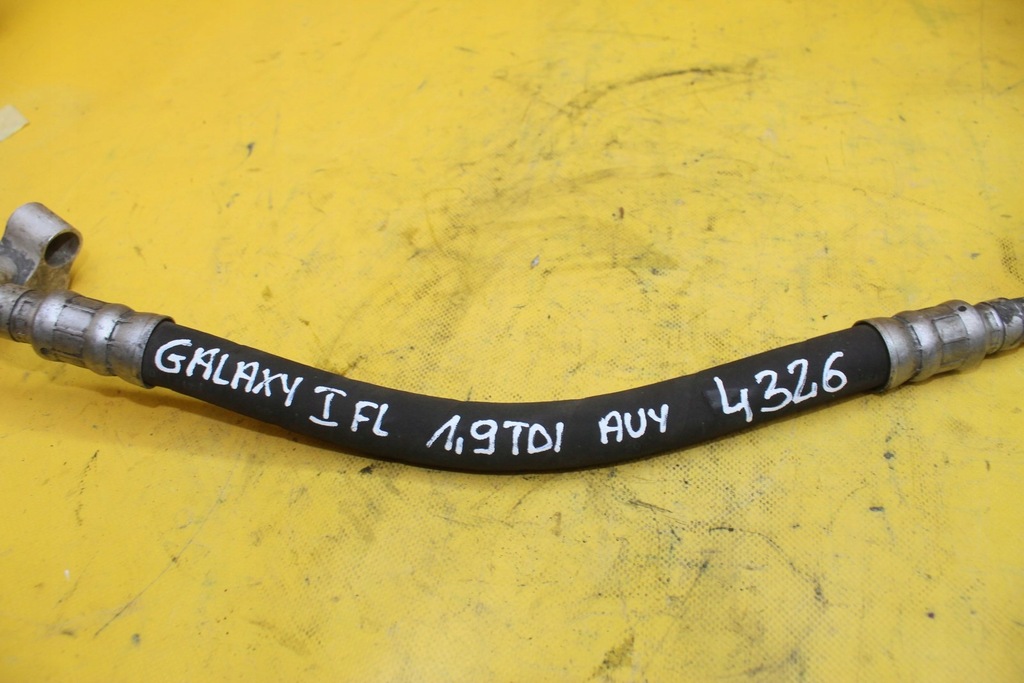 GALAXY I FL 1,9TDI AUY 4326